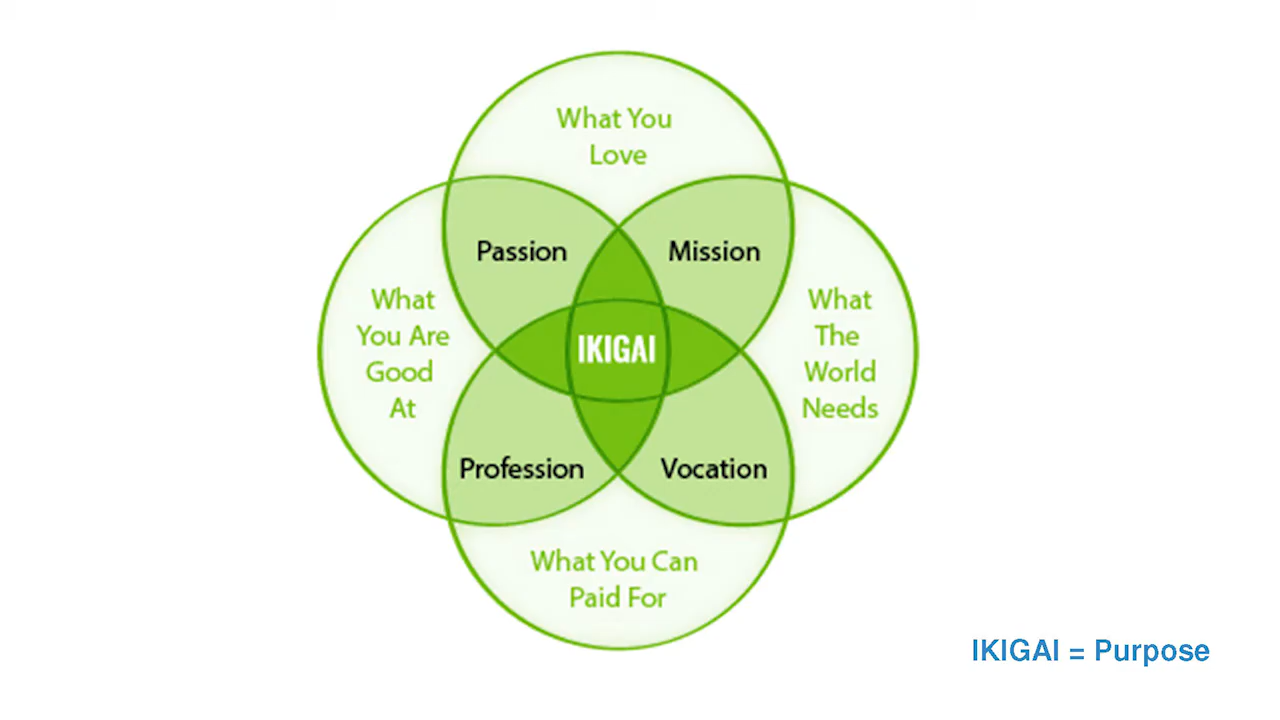 What You
Love
Passion
Mission
What
You Are
Good
At
IKIGAI
What
The
World
Needs
Profession
Vocation
What You Can
Paid For
IKIGAI = Purpose